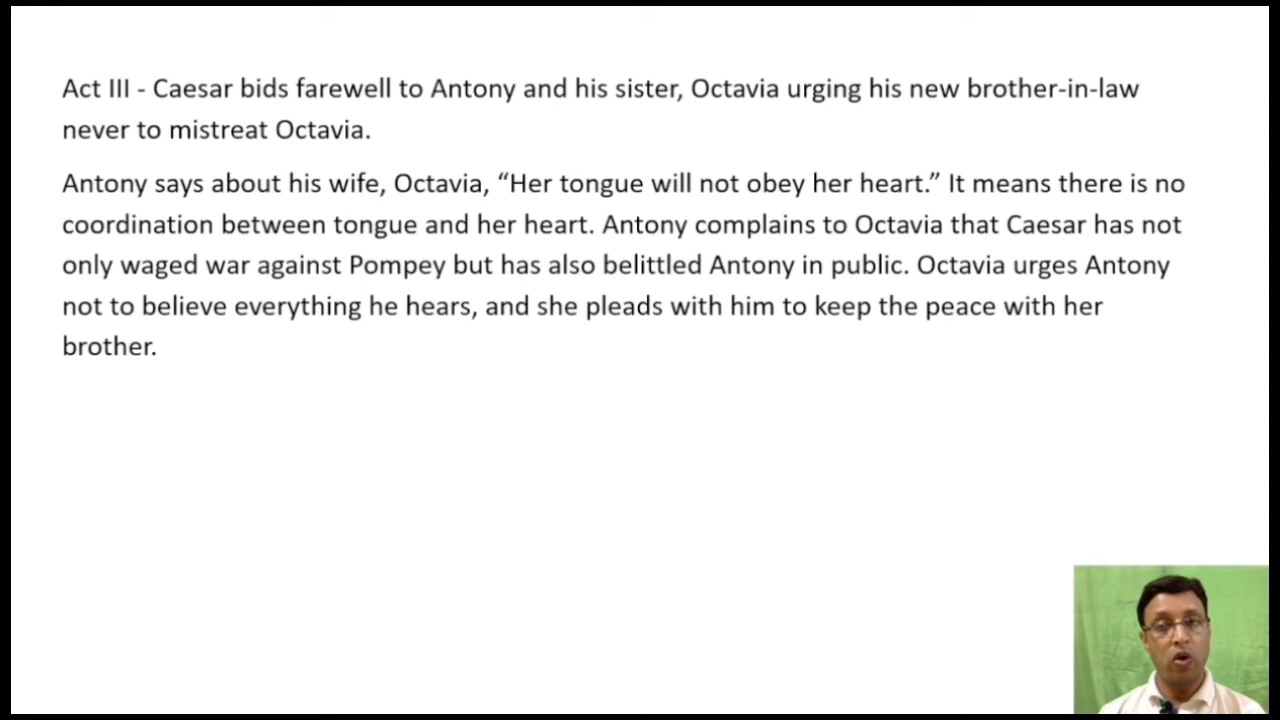 Act III - Caesar bids farewell to Antony and his sister, Octavia urging his new brother-in-law
never to mistreat Octavia.
Antony says about his wife, Octavia, “Her tongue will not obey her heart.” It means there is no
coordination between tongue and her heart. Antony complains to Octavia that Caesar has not
only waged war against Pompey but has also belittled Antony in public. Octavia urges Antony
not to believe everything he hears, and she pleads with him to keep the peace with her
brother.